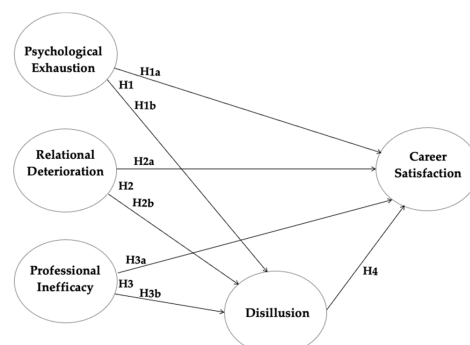 Psychological
Exhaustion
H1a
H1
H1b
Relational
Deterioration
H2a
H2
H2b
Career
Satisfaction
Professional
Inefficacy
H3a
H3
H3b
H4
Disillusion